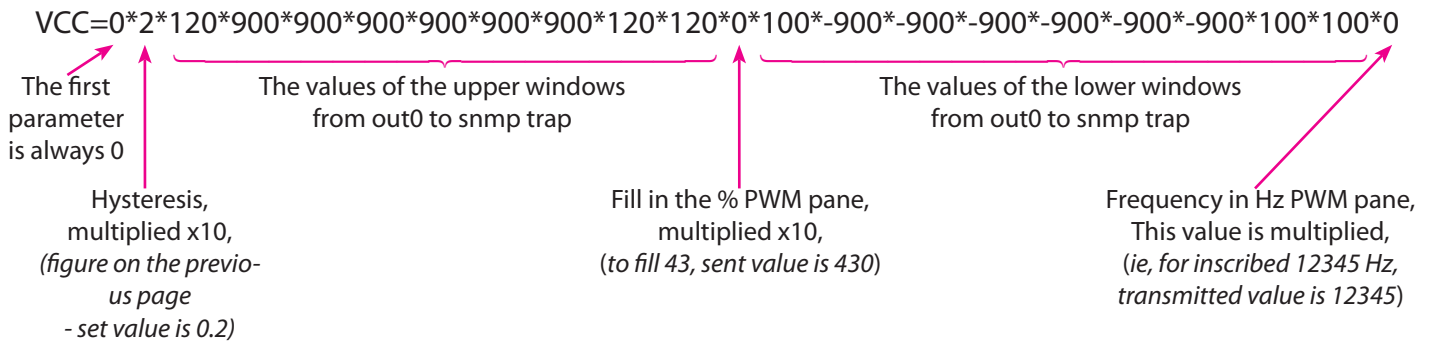 VCC=0*2*120*900*900*900*900*900*900*120*120*0*100*-900*-900*-900*-900*-900*-900*100*100*0
The first
parameter
is always 0
The values of the upper windows
from out0 to snmp trap
The values of the lower windows
from out0 to snmp trap
Hysteresis,
multiplied x10,
(figure on the previo-
us page
- set value is 0.2)
Fill in the % PWM pane,
multiplied x10,
(to fill 43, sent value is 430)
Frequency in Hz PWM pane,
This value is multiplied,
(ie, for inscribed 12345 Hz,
transmitted value is 12345)